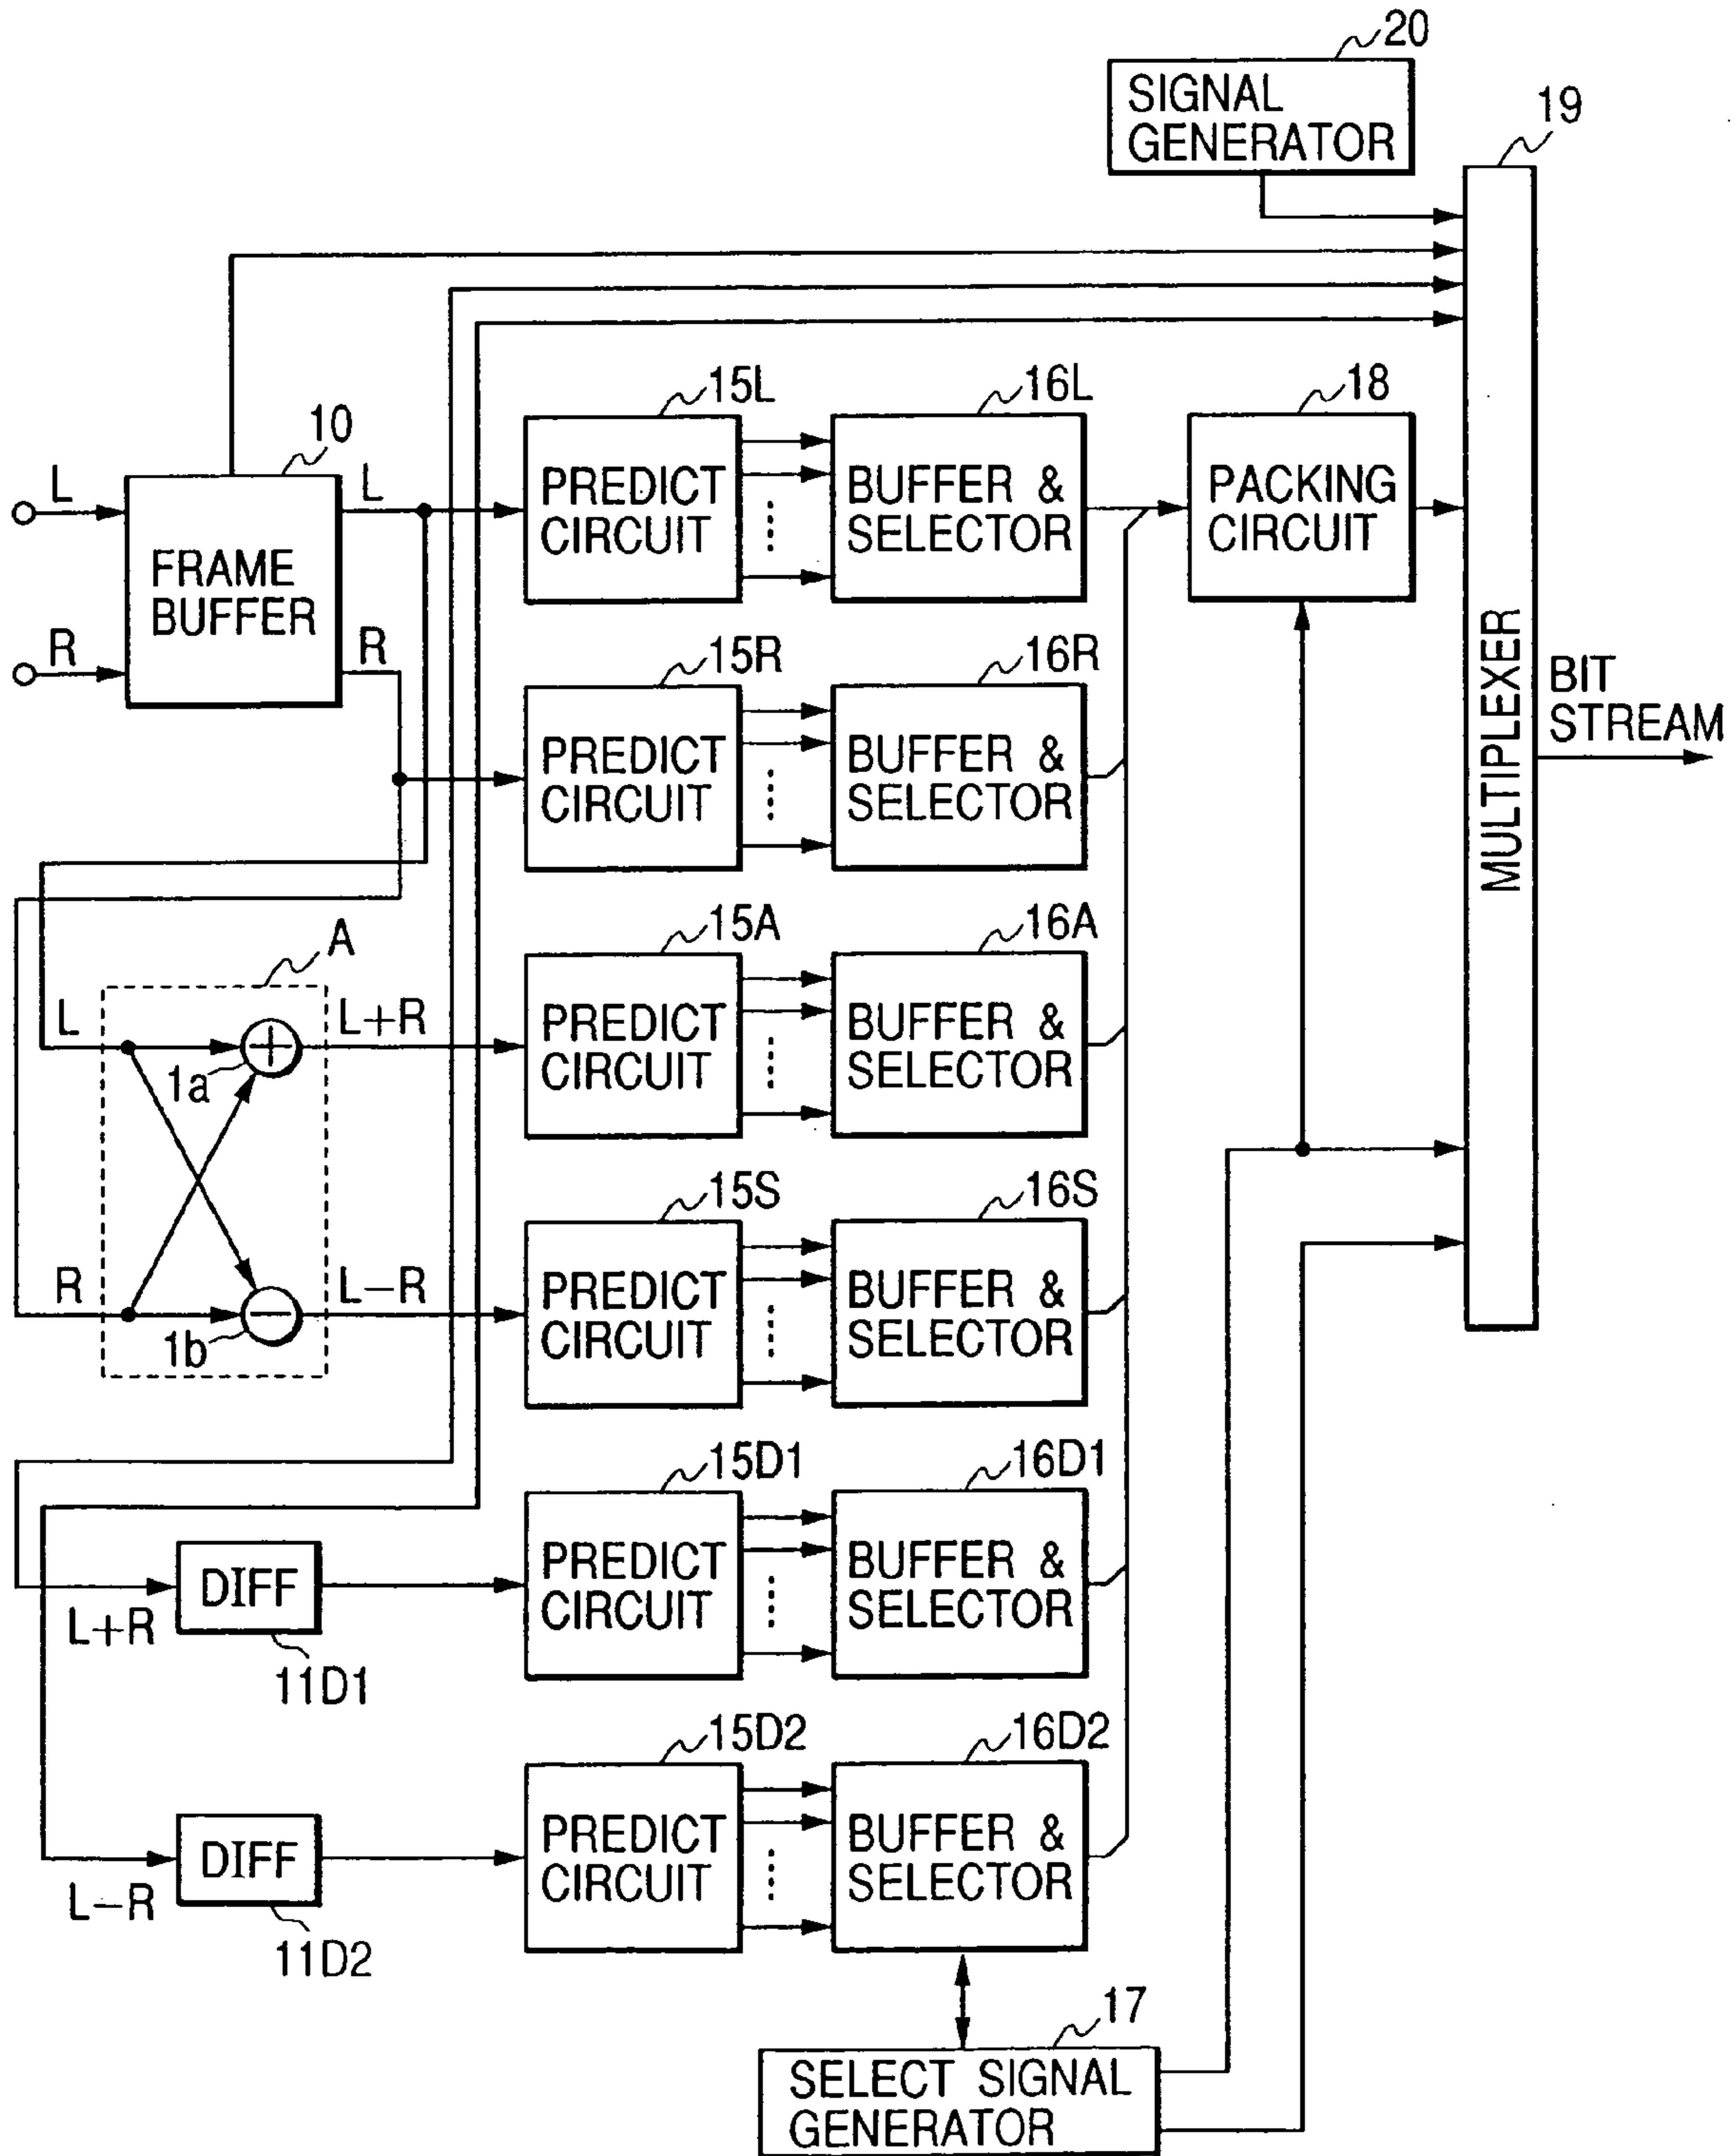 20
SIGNAL
GENERATOR
19
15L
16L
18
10
L
L
PREDICT
CIRCUIT
BUFFER &
SELECTOR
PACKING
CIRCUIT
FRAME
BUFFER
R
R
MULTIPLEXER
BIT
STREAM
15R
16R
PREDICT
CIRCUIT
BUFFER &
SELECTOR
A
15A
16A
L
L+R
1a
PREDICT
CIRCUIT
BUFFER &
SELECTOR
15S
16S
R
L−R
1b
PREDICT
CIRCUIT
BUFFER &
SELECTOR
15D1
16D1
DIFF
L+R
11D1
PREDICT
CIRCUIT
BUFFER &
SELECTOR
15D2
16D2
DIFF
L−R
11D2
PREDICT
CIRCUIT
BUFFER &
SELECTOR
17
SELECT SIGNAL
GENERATOR